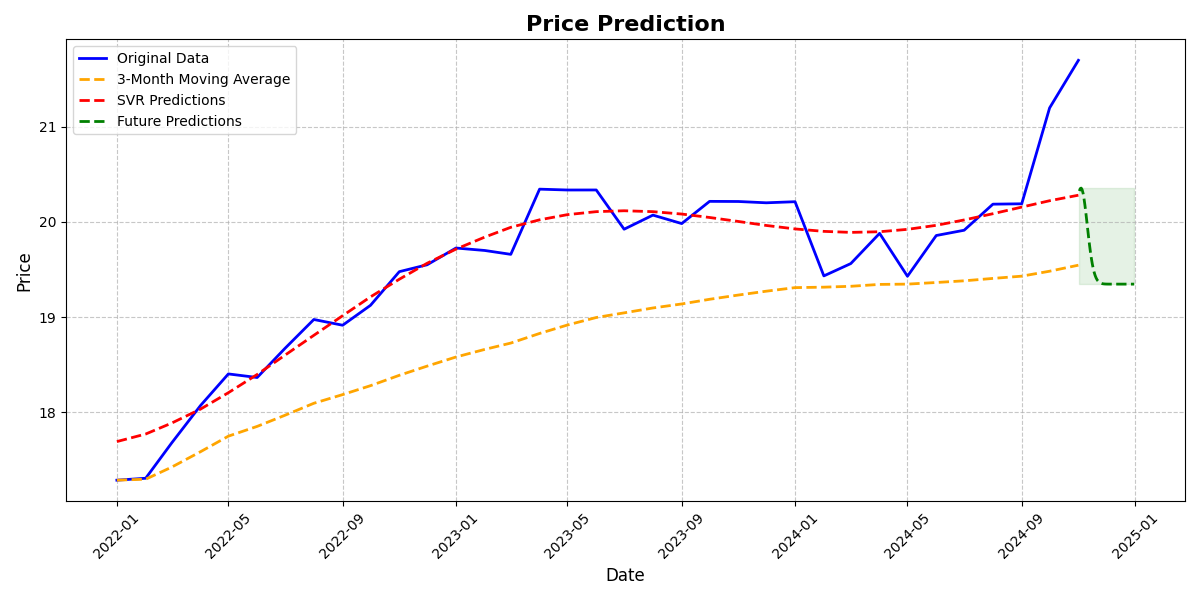 Price Prediction
Original Data
3-Month Moving Average
SVR Predictions
Future Predictions
Price
21
20
19
18
2022-01
2022-05
2022-09
2023-01
2023-05
2023-09
2024-01
2024-05
2024-09
2025-01
Date